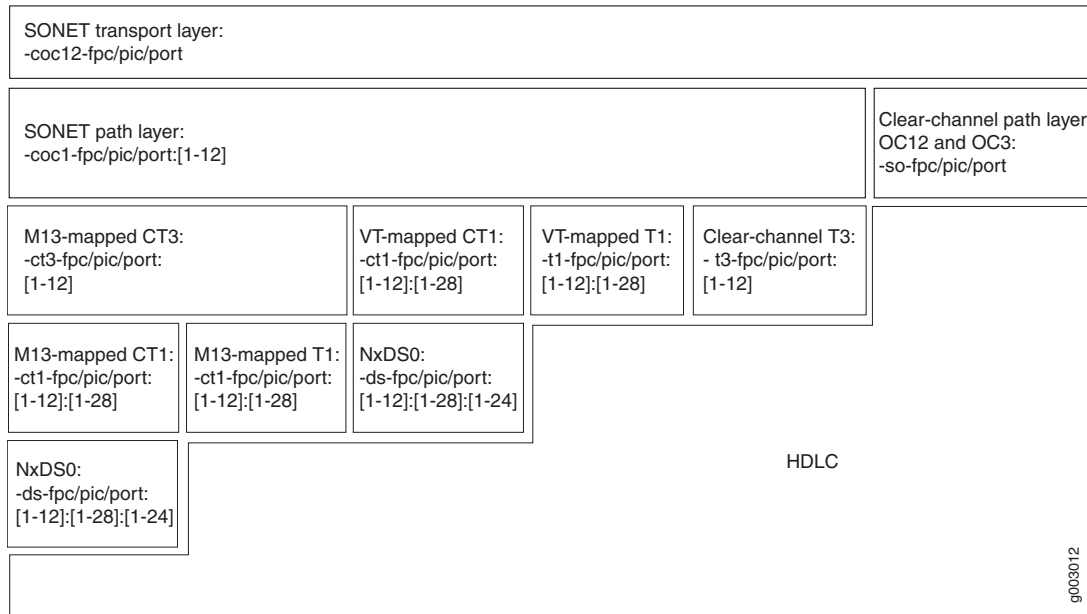 SONET transport layer:
-coc12-fpc/pic/port
SONET path layer:
-coc1-fpc/pic/port:[1-12]
Clear-channel path layer
OC12 and OC3:
-so-fpc/pic/port
M13-mapped CT3:
-ct3-fpc/pic/port:
[1-12]
VT-mapped CT1:
-ct1-fpc/pic/port:
[1-12]:[1-28]
VT-mapped T1:
-t1-fpc/pic/port:
[1-12]:[1-28]
Clear-channel T3:
- t3-fpc/pic/port:
[1-12]
M13-mapped CT1:
-ct1-fpc/pic/port:
[1-12]:[1-28]
M13-mapped T1:
-ct1-fpc/pic/port:
[1-12]:[1-28]
NxDS0:
-ds-fpc/pic/port:
[1-12]:[1-28]:[1-24]
NxDS0:
-ds-fpc/pic/port:
[1-12]:[1-28]:[1-24]
HDLC
g003012